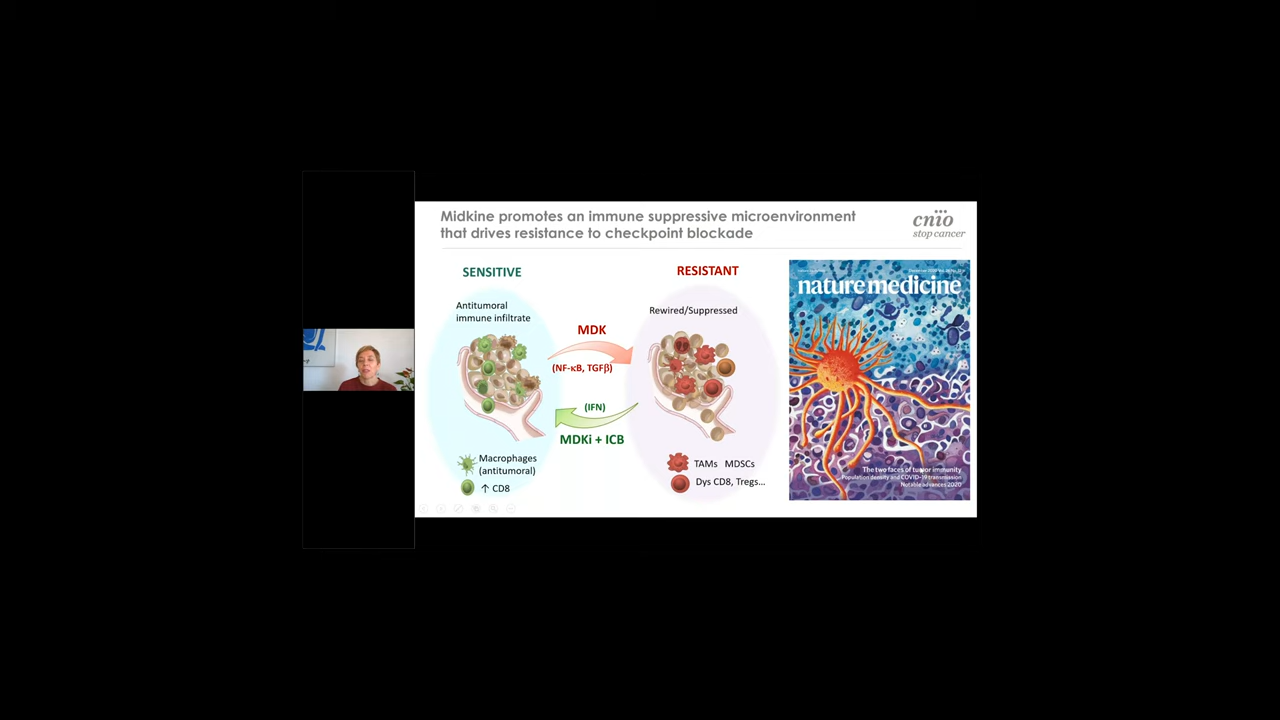 Midkine promotes an immune suppressive microenvironment
that drives resistance to checkpoint blockade
cnio
stop cancer
SENSITIVE
Antitumoral
immune infiltrate
Macrophages
(antitumoral)
↑ CD8
MDK
(NF-κB, TGFβ)
(IFN)
MDKi + ICB
RESISTANT
Rewired/Suppressed
TAMs MDSCs
Dys CD8, Tregs...
nature medicine
The two faces of tumor immunity
Population density and COVID-19 transmission
Notable advances 2020